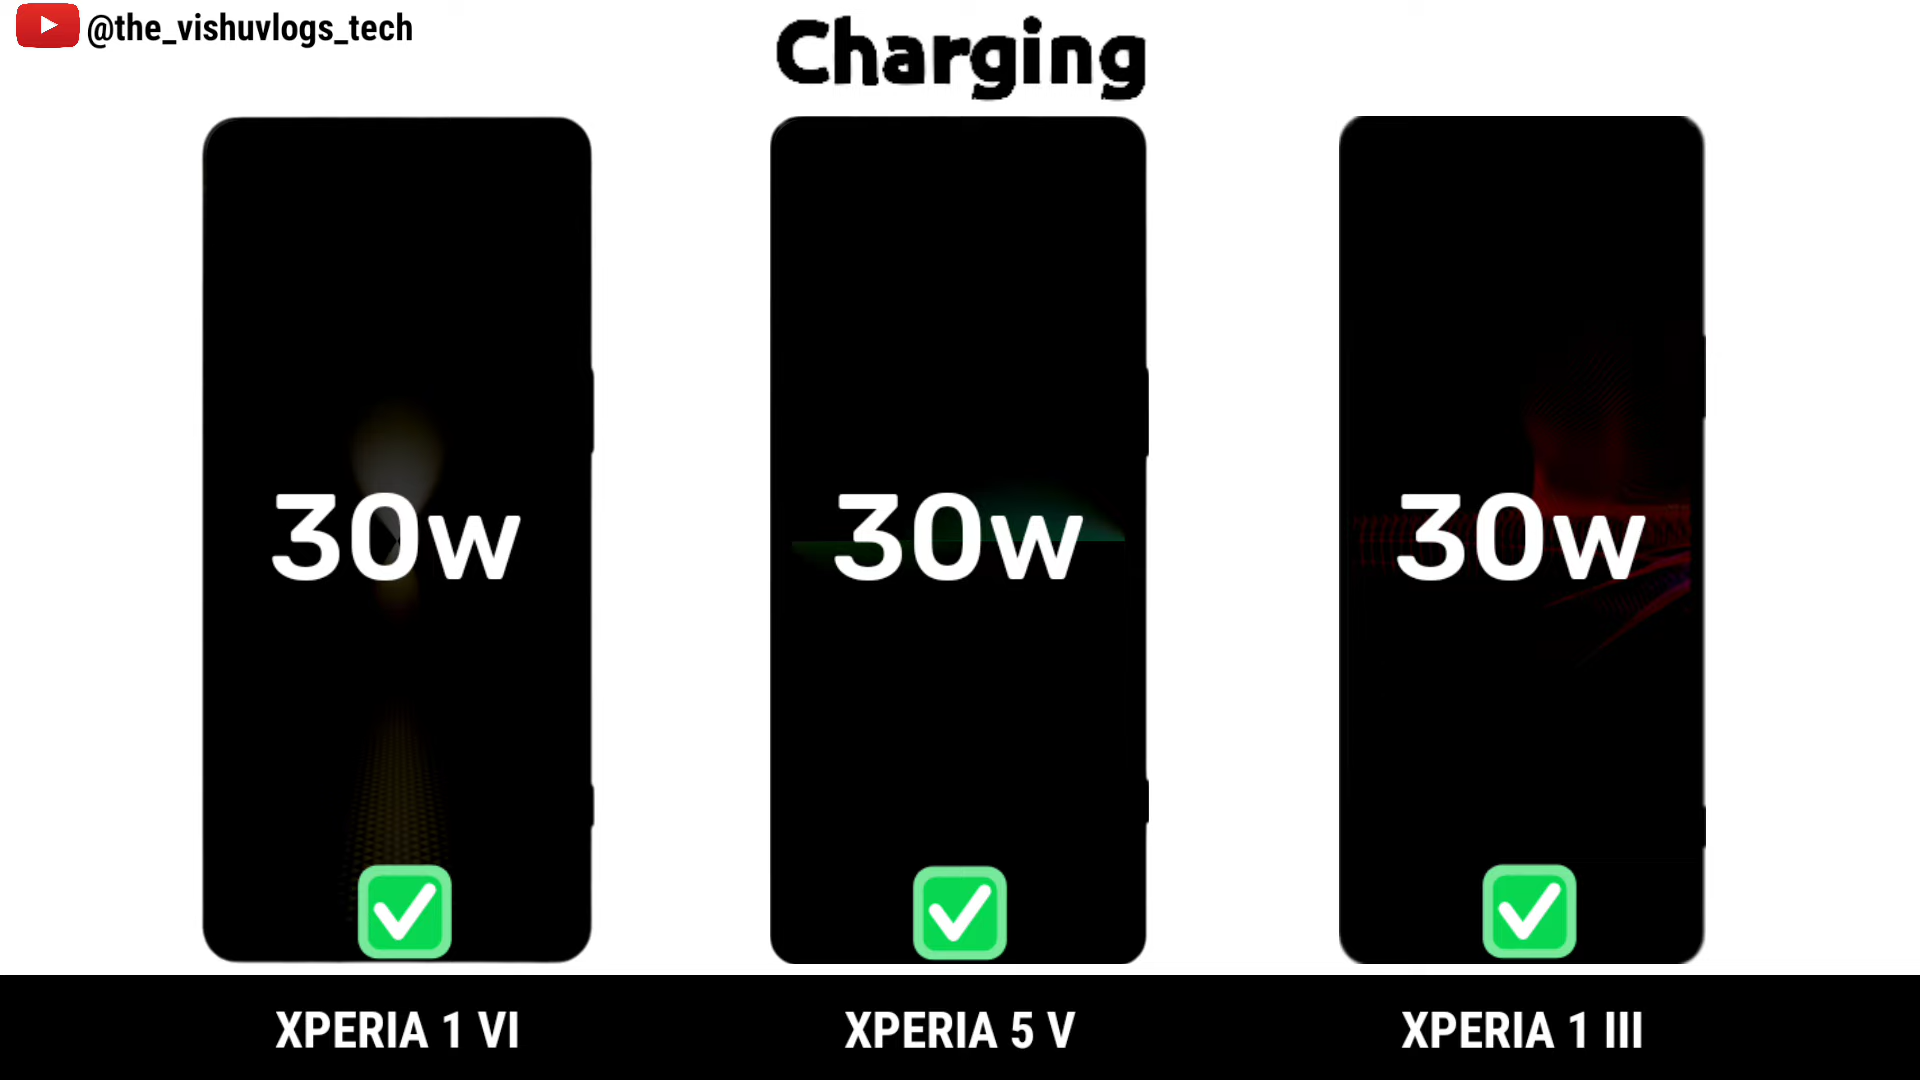 @the_vishuvlogs_tech
Charging
30w
30w
30w
XPERIA 1 VI
XPERIA 5 V
XPERIA 1 III